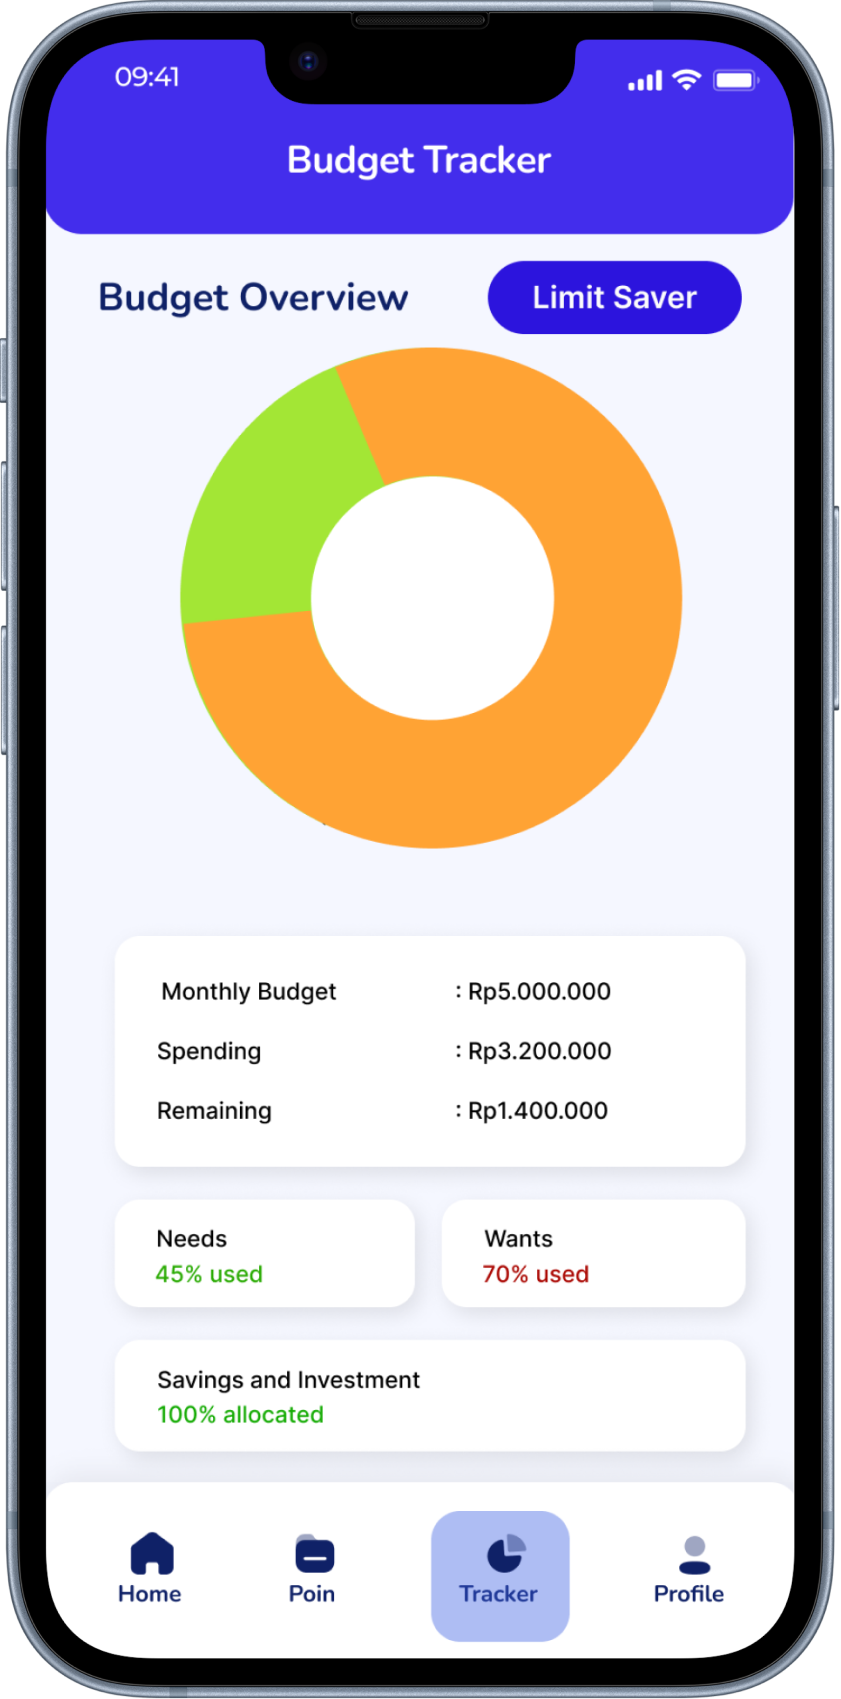 09:41
Budget Tracker
Budget Overview
Limit Saver
Monthly Budget : Rp5.000.000
Spending : Rp3.200.000
Remaining : Rp1.400.000
Needs
45% used
Wants
70% used
Savings and Investment
100% allocated
Home Poin Tracker Profile